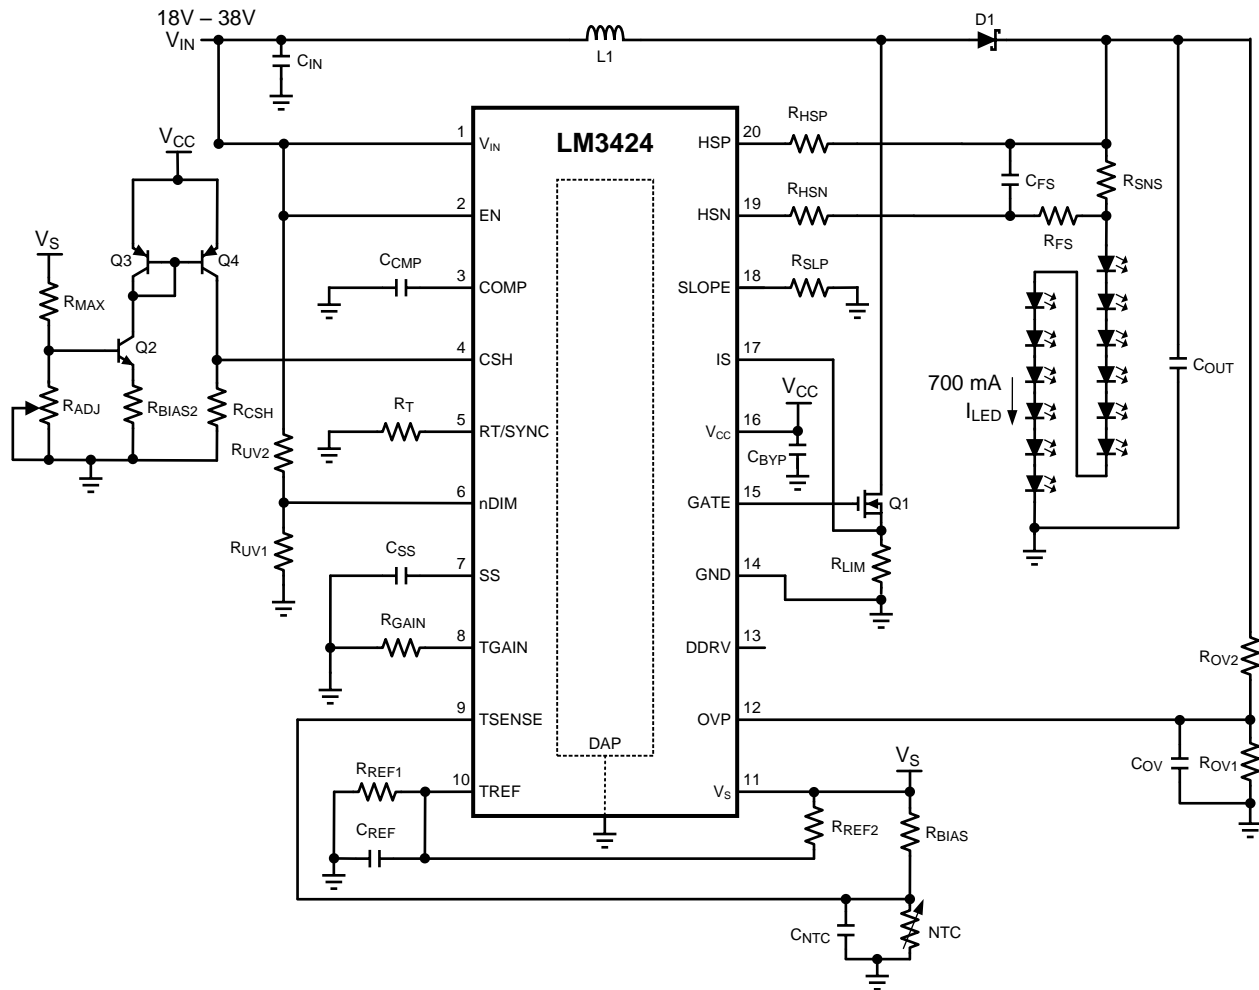 18V – 38V
VIN
CIN
L1
D1
LM3424
VCC
VS
Q3
Q4
RMAX
Q2
RADJ
RBIAS2
RCSH
RUV2
RUV1
CCMP
RT
CSS
RGAIN
RREF1
CREF
1
VIN
2
EN
3
COMP
4
CSH
5
RT/SYNC
6
nDIM
7
SS
8
TGAIN
9
TSENSE
10
TREF
DAP
HSP
20
HSN
19
SLOPE
18
IS
17
VCC
16
GATE
15
GND
14
DDRV
13
OVP
12
VS
11
RHSP
RHSN
RSLP
CFS
RSNS
RFS
VCC
CBYP
Q1
RLIM
700 mA
ILED
COUT
ROV2
COV
ROV1
VS
RREF2
RBIAS
CNTC
NTC